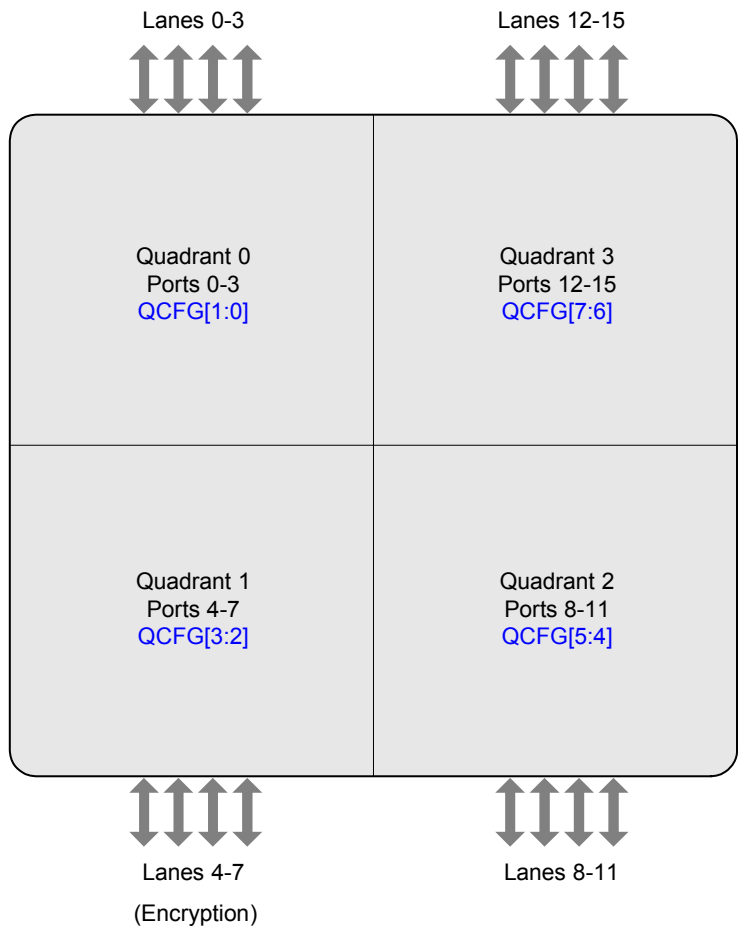 Lanes 0-3
Lanes 12-15
Quadrant 0
Ports 0-3
QCFG[1:0]
Quadrant 3
Ports 12-15
QCFG[7:6]
Quadrant 1
Ports 4-7
QCFG[3:2]
Quadrant 2
Ports 8-11
QCFG[5:4]
Lanes 4-7
(Encryption)
Lanes 8-11